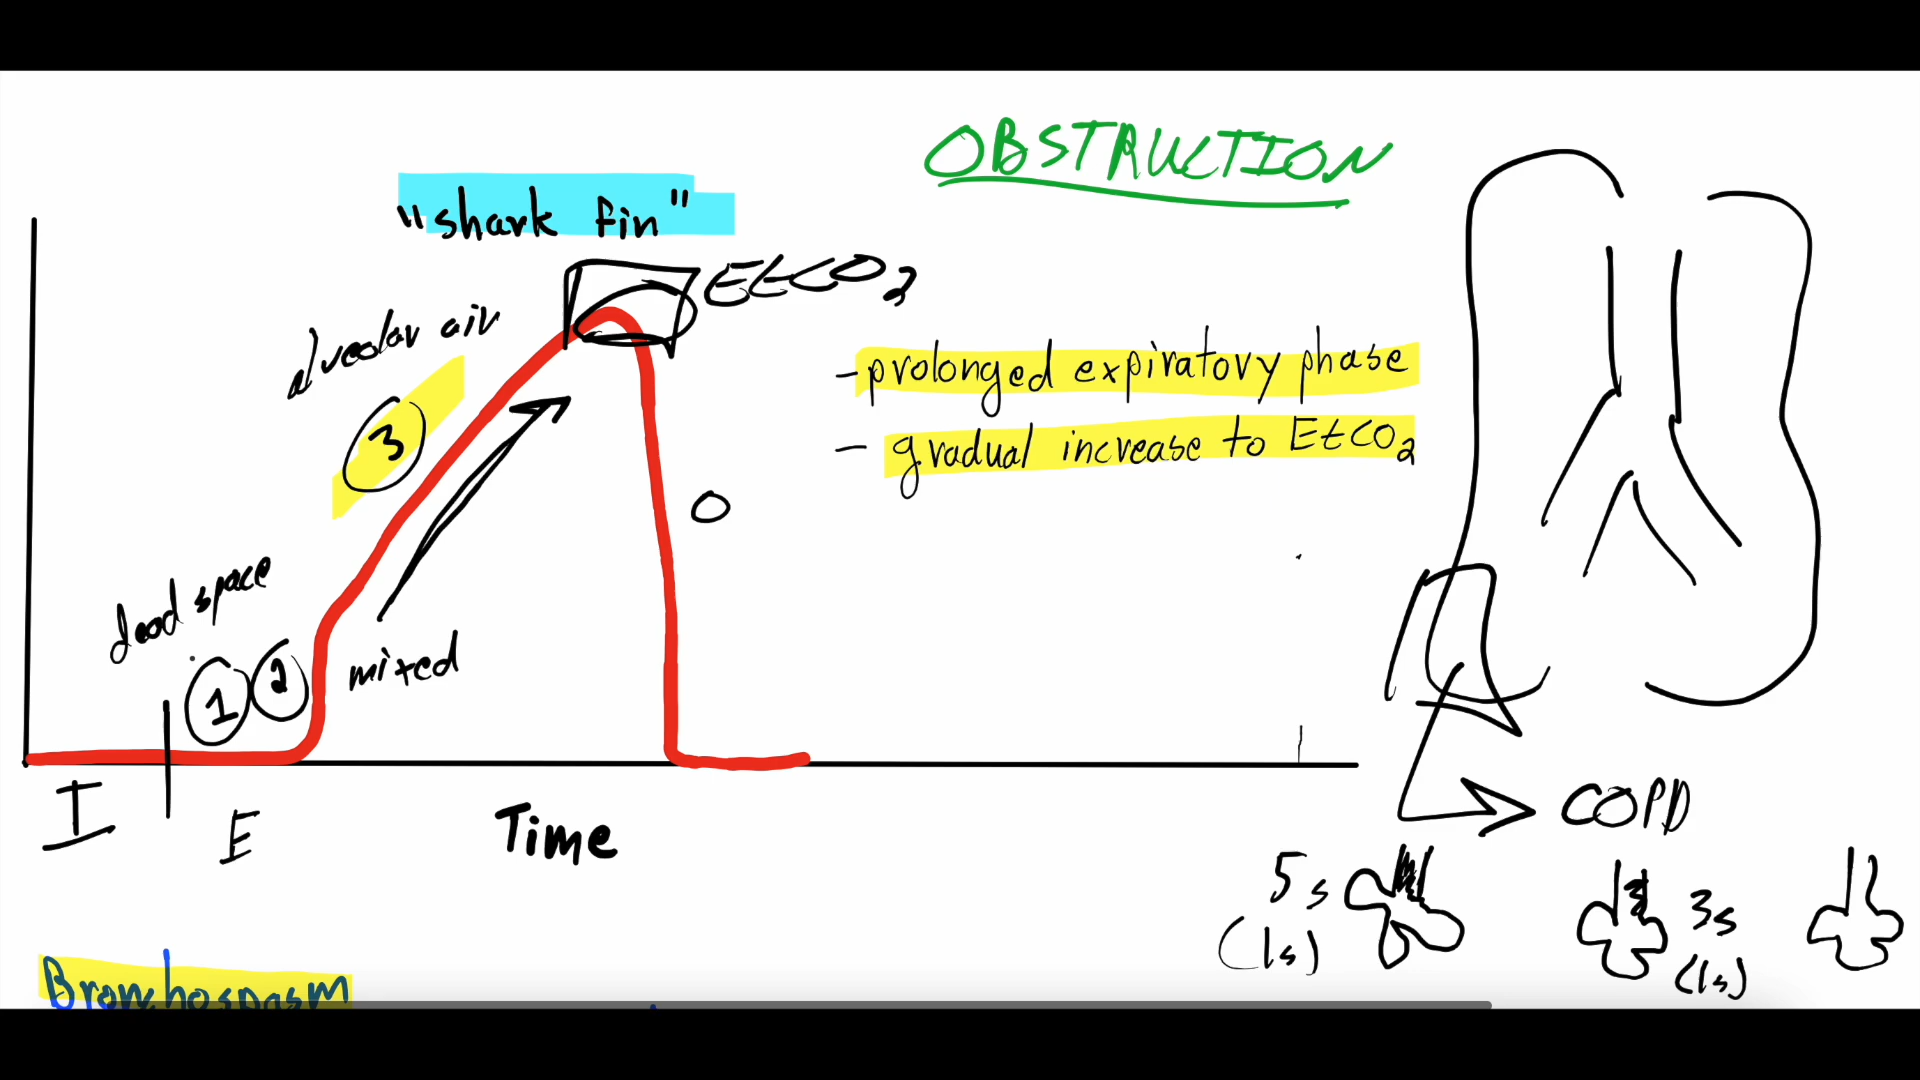 OBSTRUCTION
"shark fin"
EtCO2
alveolar air
- prolonged expiratory phase
3
- gradual increase to EtCO2
0
dead space
1 2 mixed
I
E
Time
COPD
5s
(1s)
3s
(1s)
Bronchospasm